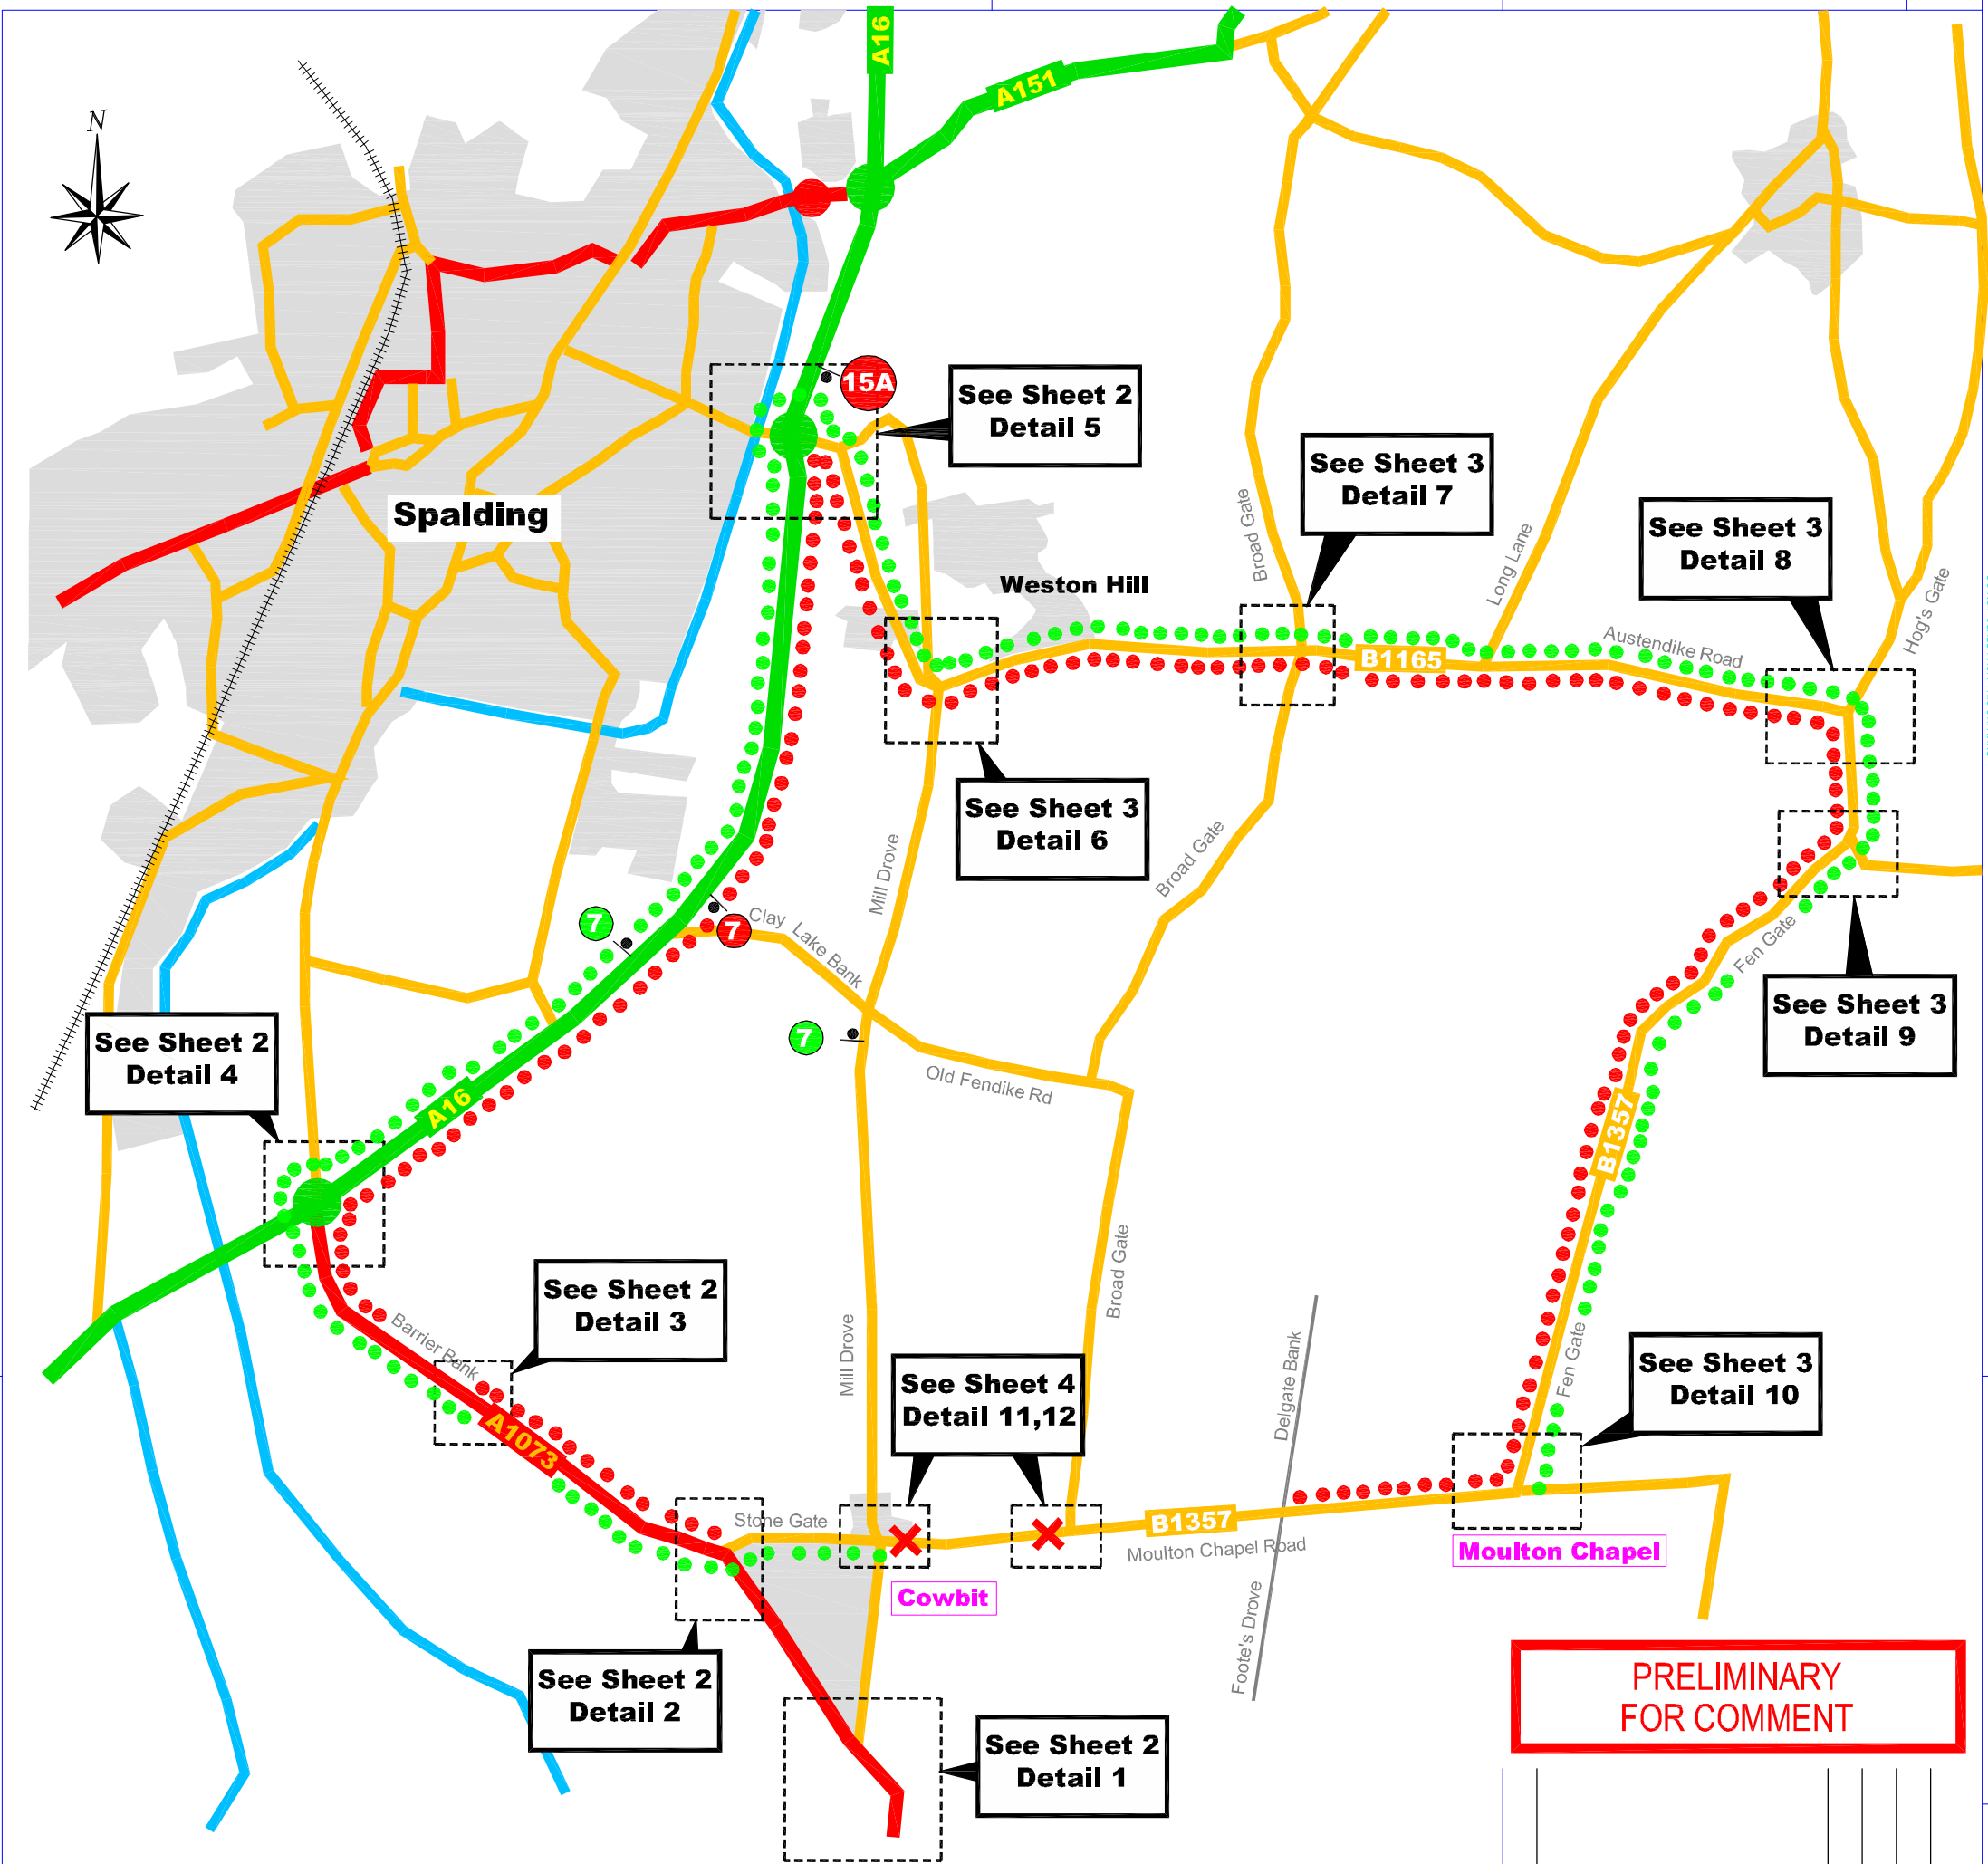 A16
A151
N
15A
See Sheet 2
Detail 5
See Sheet 3
Detail 7
See Sheet 3
Detail 8
Spalding
Broad Gate
Long Lane
Hog's Gate
Weston Hill
Austendike Road
B1165
See Sheet 3
Detail 6
Mill Drove
Broad Gate
7
7
Clay Lake Bank
Fen Gate
See Sheet 3
Detail 9
See Sheet 2
Detail 4
7
Old Fendike Rd
A16
B1357
See Sheet 2
Detail 3
Barrier Bank
Mill Drove
Broad Gate
Delgate Bank
Fen Gate
See Sheet 4
Detail 11,12
See Sheet 3
Detail 10
A1073
Stone Gate
B1357
Moulton Chapel Road
Moulton Chapel
Cowbit
Foote's Drove
See Sheet 2
Detail 2
PRELIMINARY
FOR COMMENT
See Sheet 2
Detail 1